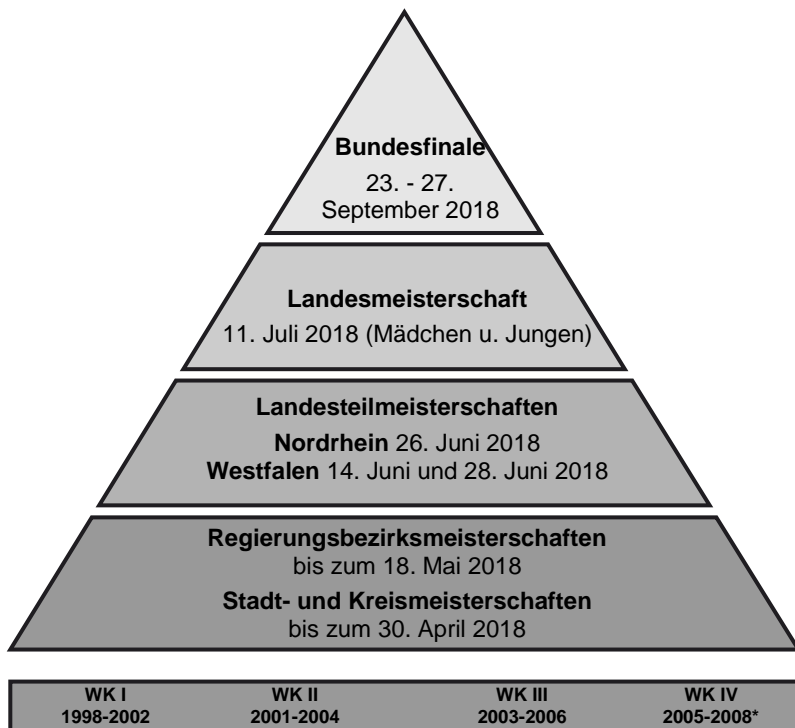 Bundesfinale
23. - 27.
September 2018
Landesmeisterschaft
11. Juli 2018 (Mädchen u. Jungen)
Landesteilmeisterschaften
Nordrhein 26. Juni 2018
Westfalen 14. Juni und 28. Juni 2018
Regierungsbezirksmeisterschaften
bis zum 18. Mai 2018
Stadt- und Kreismeisterschaften
bis zum 30. April 2018
WK I WK II WK III WK IV
1998-2002 2001-2004 2003-2006 2005-2008*